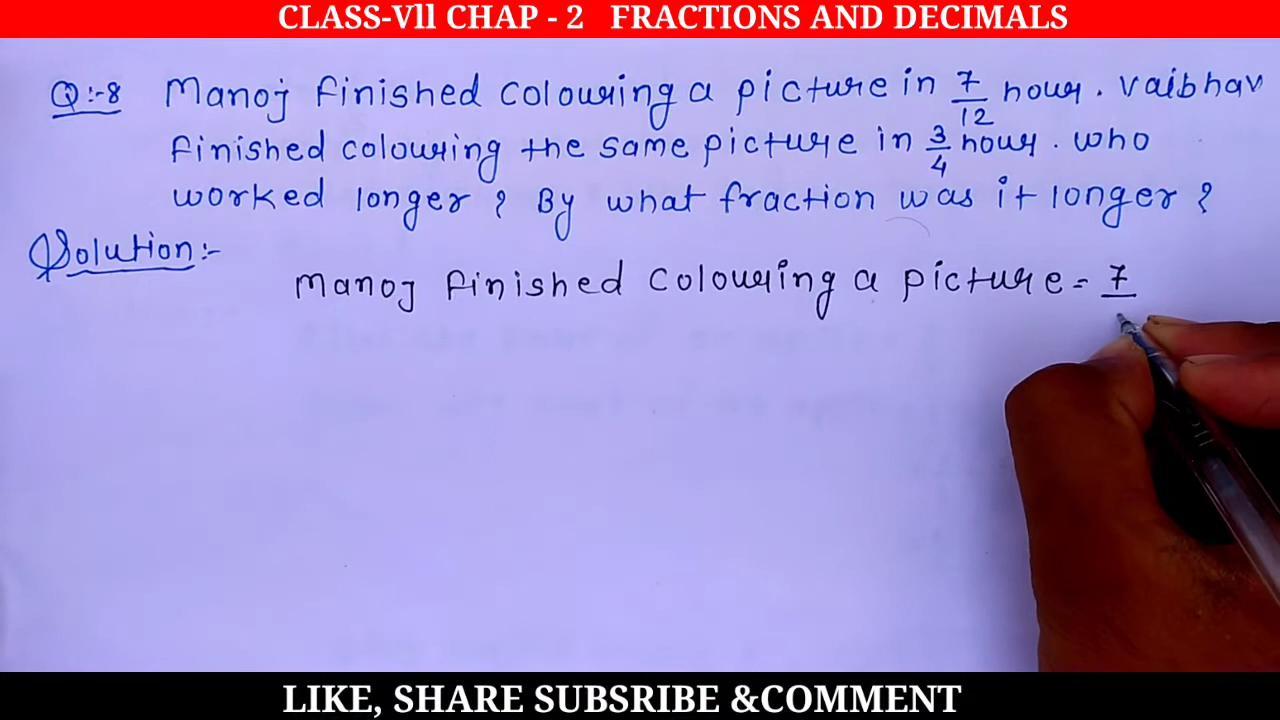 CLASS-Vll CHAP - 2 FRACTIONS AND DECIMALS
Q:-8 Manoj finished colouring a picture in 7/12 hour. Vaibhav
finished colouring the same picture in 3/4 hour. who
worked longer? By what fraction was it longer?
Solution:-
Manoj finished colouring a picture = 7
LIKE, SHARE SUBSRIBE &COMMENT